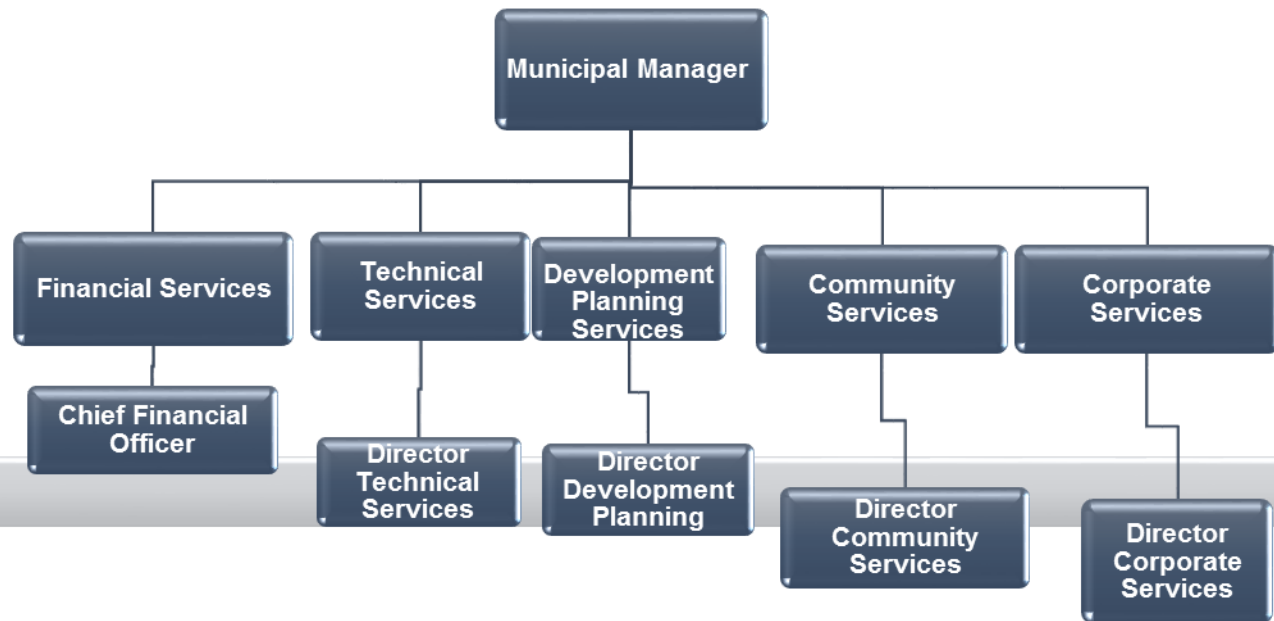 Municipal Manager
Financial Services
Technical
Services
Development
Planning
Services
Community
Services
Corporate
Services
Chief Financial
Officer
Director
Technical
Services
Director
Development
Planning
Director
Community
Services
Director
Corporate
Services